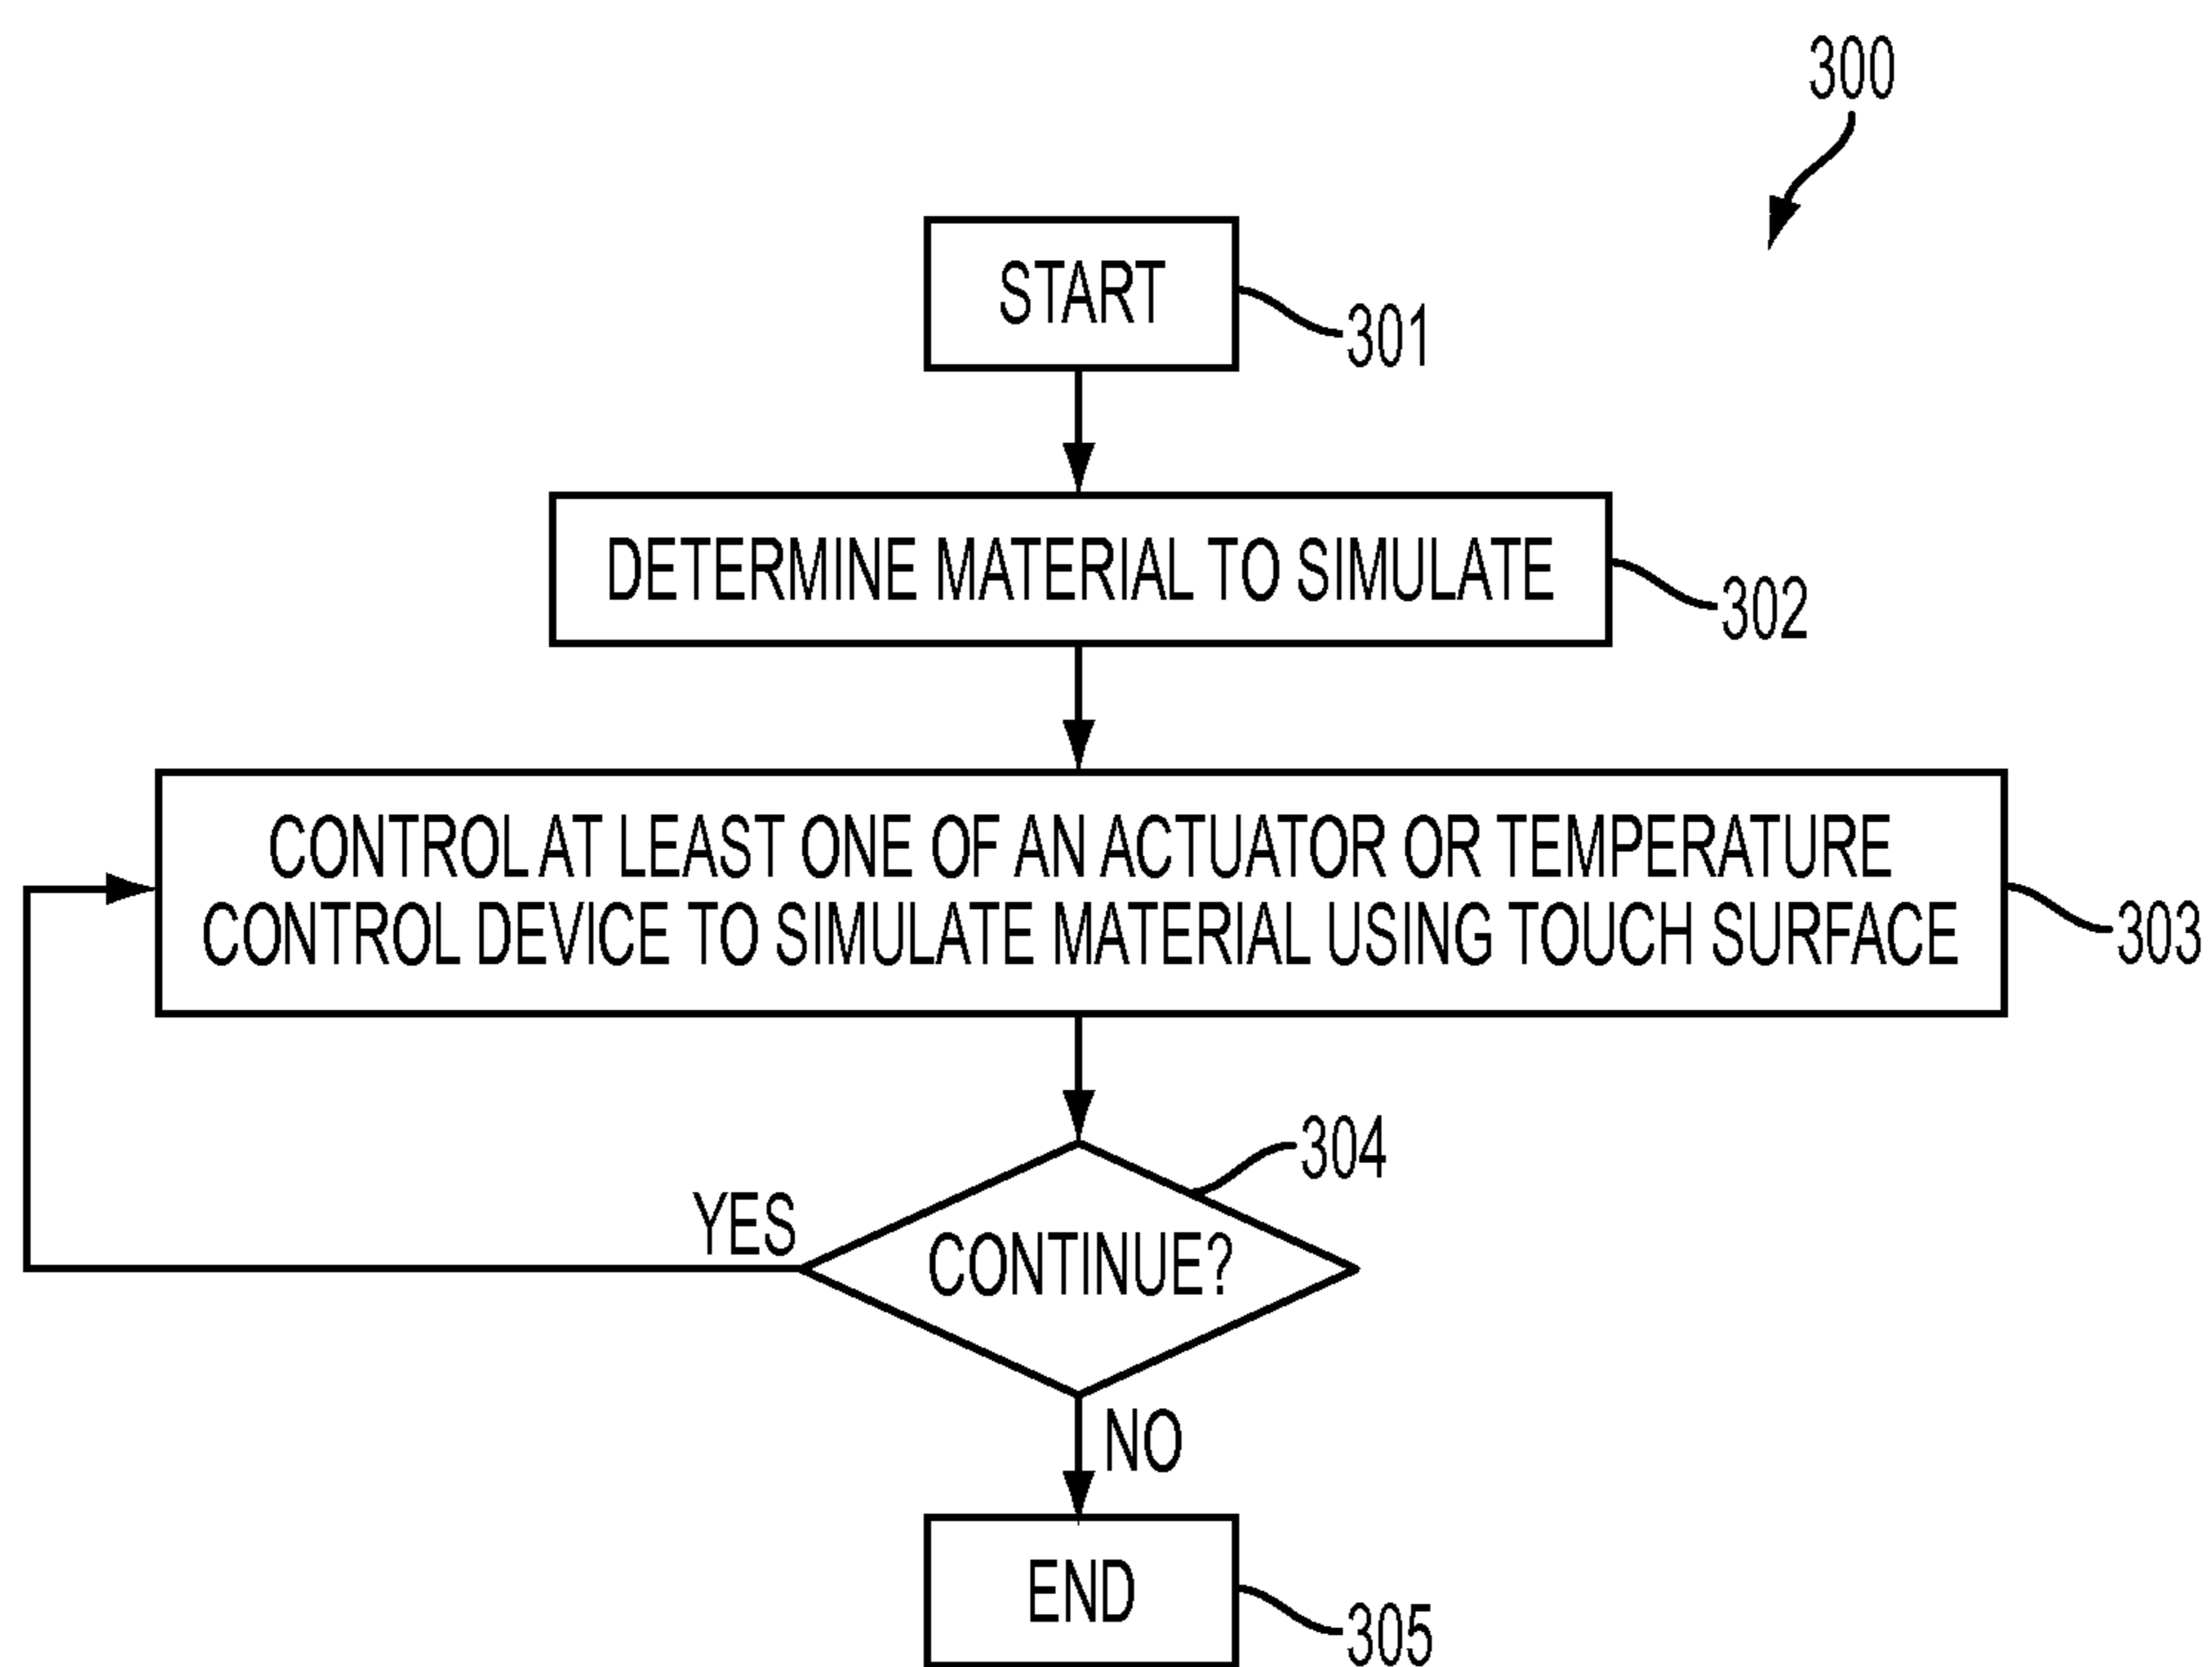 300
START
301
DETERMINE MATERIAL TO SIMULATE
302
CONTROL AT LEAST ONE OF AN ACTUATOR OR TEMPERATURE
CONTROL DEVICE TO SIMULATE MATERIAL USING TOUCH SURFACE
303
304
YES
CONTINUE?
NO
END
305